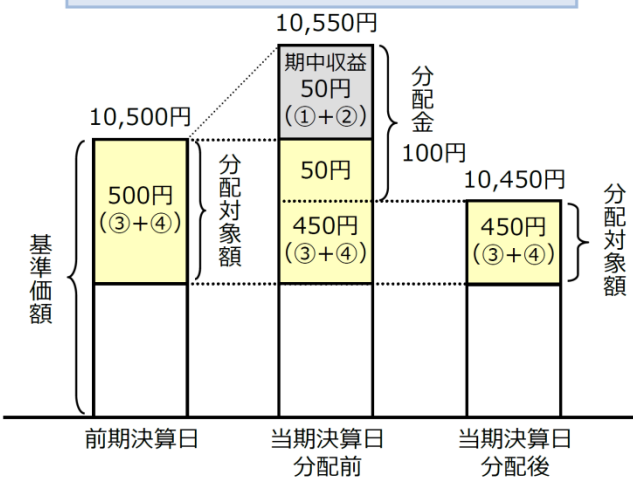 10,550円
期中収益
50円
(①+②)
分配金
100円
10,500円
500円
(③+④)
分配対象額
50円
450円
(③+④)
10,450円
450円
(③+④)
分配対象額
基準価額
前期決算日
当期決算日
分配前
当期決算日
分配後